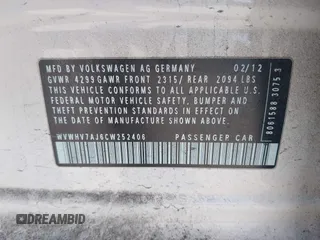 MFD BY VOLKSWAGEN AG GERMANY 02/12
GVWR 4299 GAWR FRONT 2315/ REAR 2094 LBS
THIS VEHICLE CONFORMS TO ALL APPLICABLE U.S.
FEDERAL MOTOR VEHICLE SAFETY, BUMPER AND
THEFT PREVENTION STANDARDS IN EFFECT ON
THE DATE OF MANUFACTURE SHOWN ABOVE.
WVWHV7AJ6CW252406 PASSENGER CAR
8061588 3075 3
DREAMBID